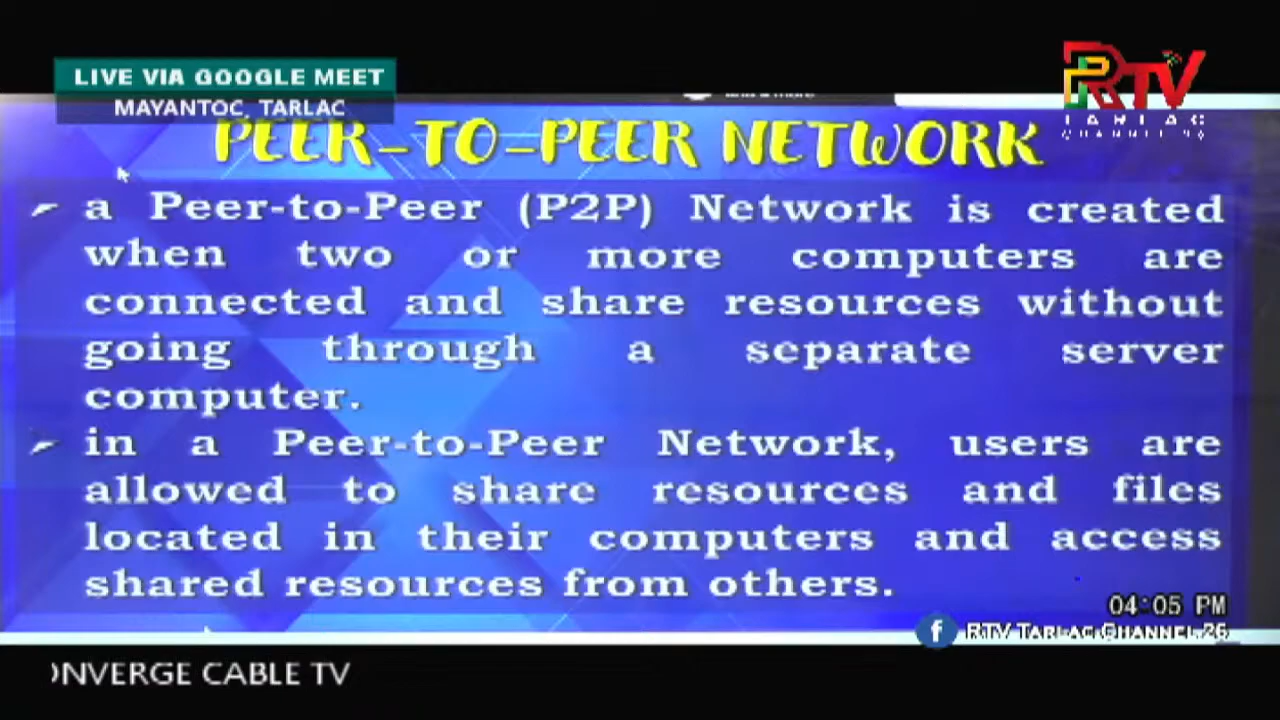 LIVE VIA GOOGLE MEET
MAYANTOC, TARLAC
RTV
TARLAC
CHANNEL 26
PEER-TO-PEER NETWORK
a Peer-to-Peer (P2P) Network is created
when two or more computers are
connected and share resources without
going through a separate server
computer.
in a Peer-to-Peer Network, users are
allowed to share resources and files
located in their computers and access
shared resources from others.
04:05 PM
f RTV TARLAC CHANNEL 26
ONVERGE CABLE TV